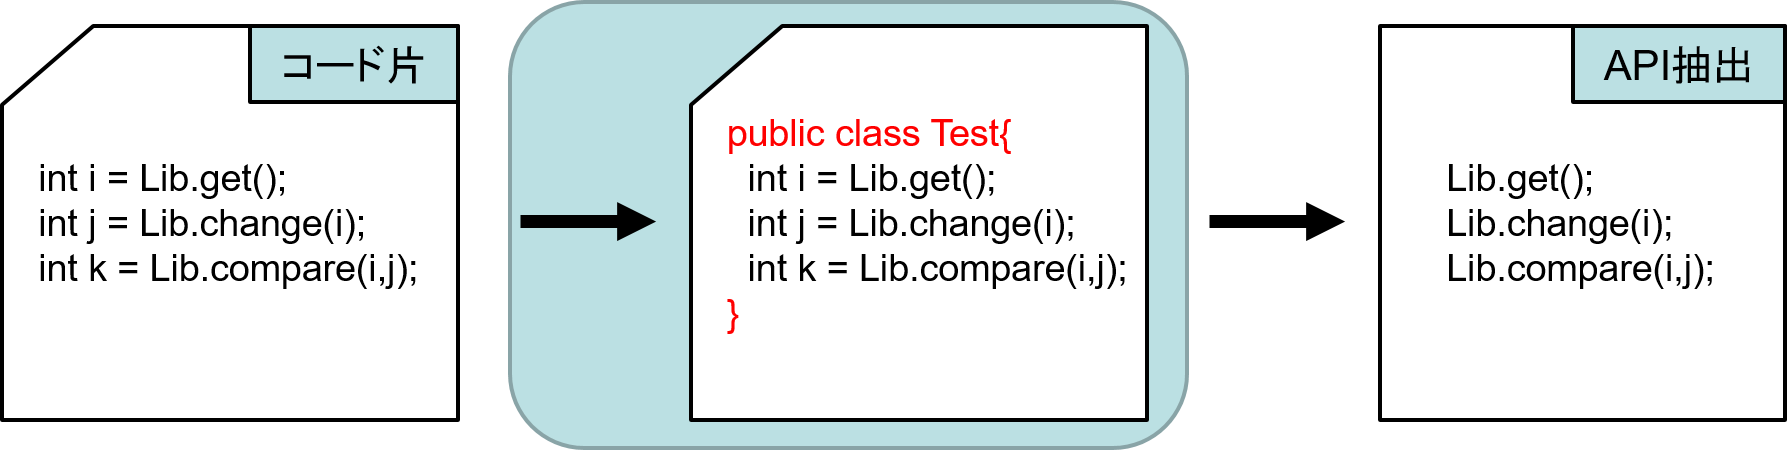 コード片
int i = Lib.get();
int j = Lib.change(i);
int k = Lib.compare(i,j);
public class Test{
int i = Lib.get();
int j = Lib.change(i);
int k = Lib.compare(i,j);
}
API抽出
Lib.get();
Lib.change(i);
Lib.compare(i,j);